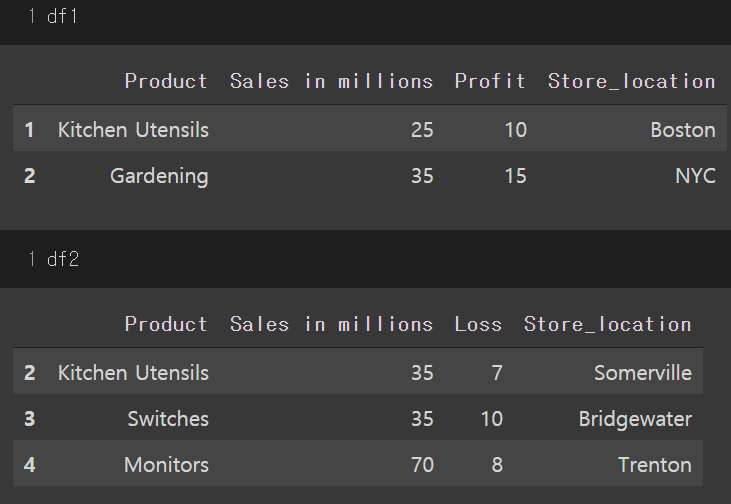 1 df1
Product Sales in millions Profit Store_location
1 Kitchen Utensils 25 10 Boston
2 Gardening 35 15 NYC
1 df2
Product Sales in millions Loss Store_location
2 Kitchen Utensils 35 7 Somerville
3 Switches 35 10 Bridgewater
4 Monitors 70 8 Trenton